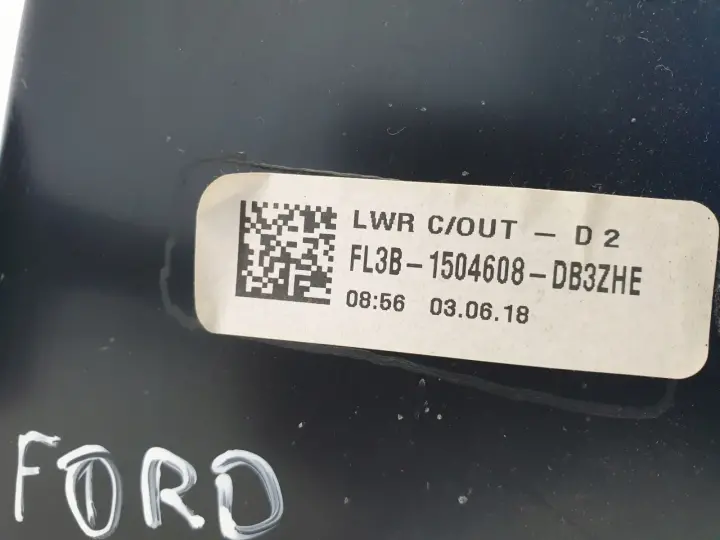 LWR C/OUT - D 2
FL3B-1504608-DB3ZHE
08:56 03.06.18
FORD